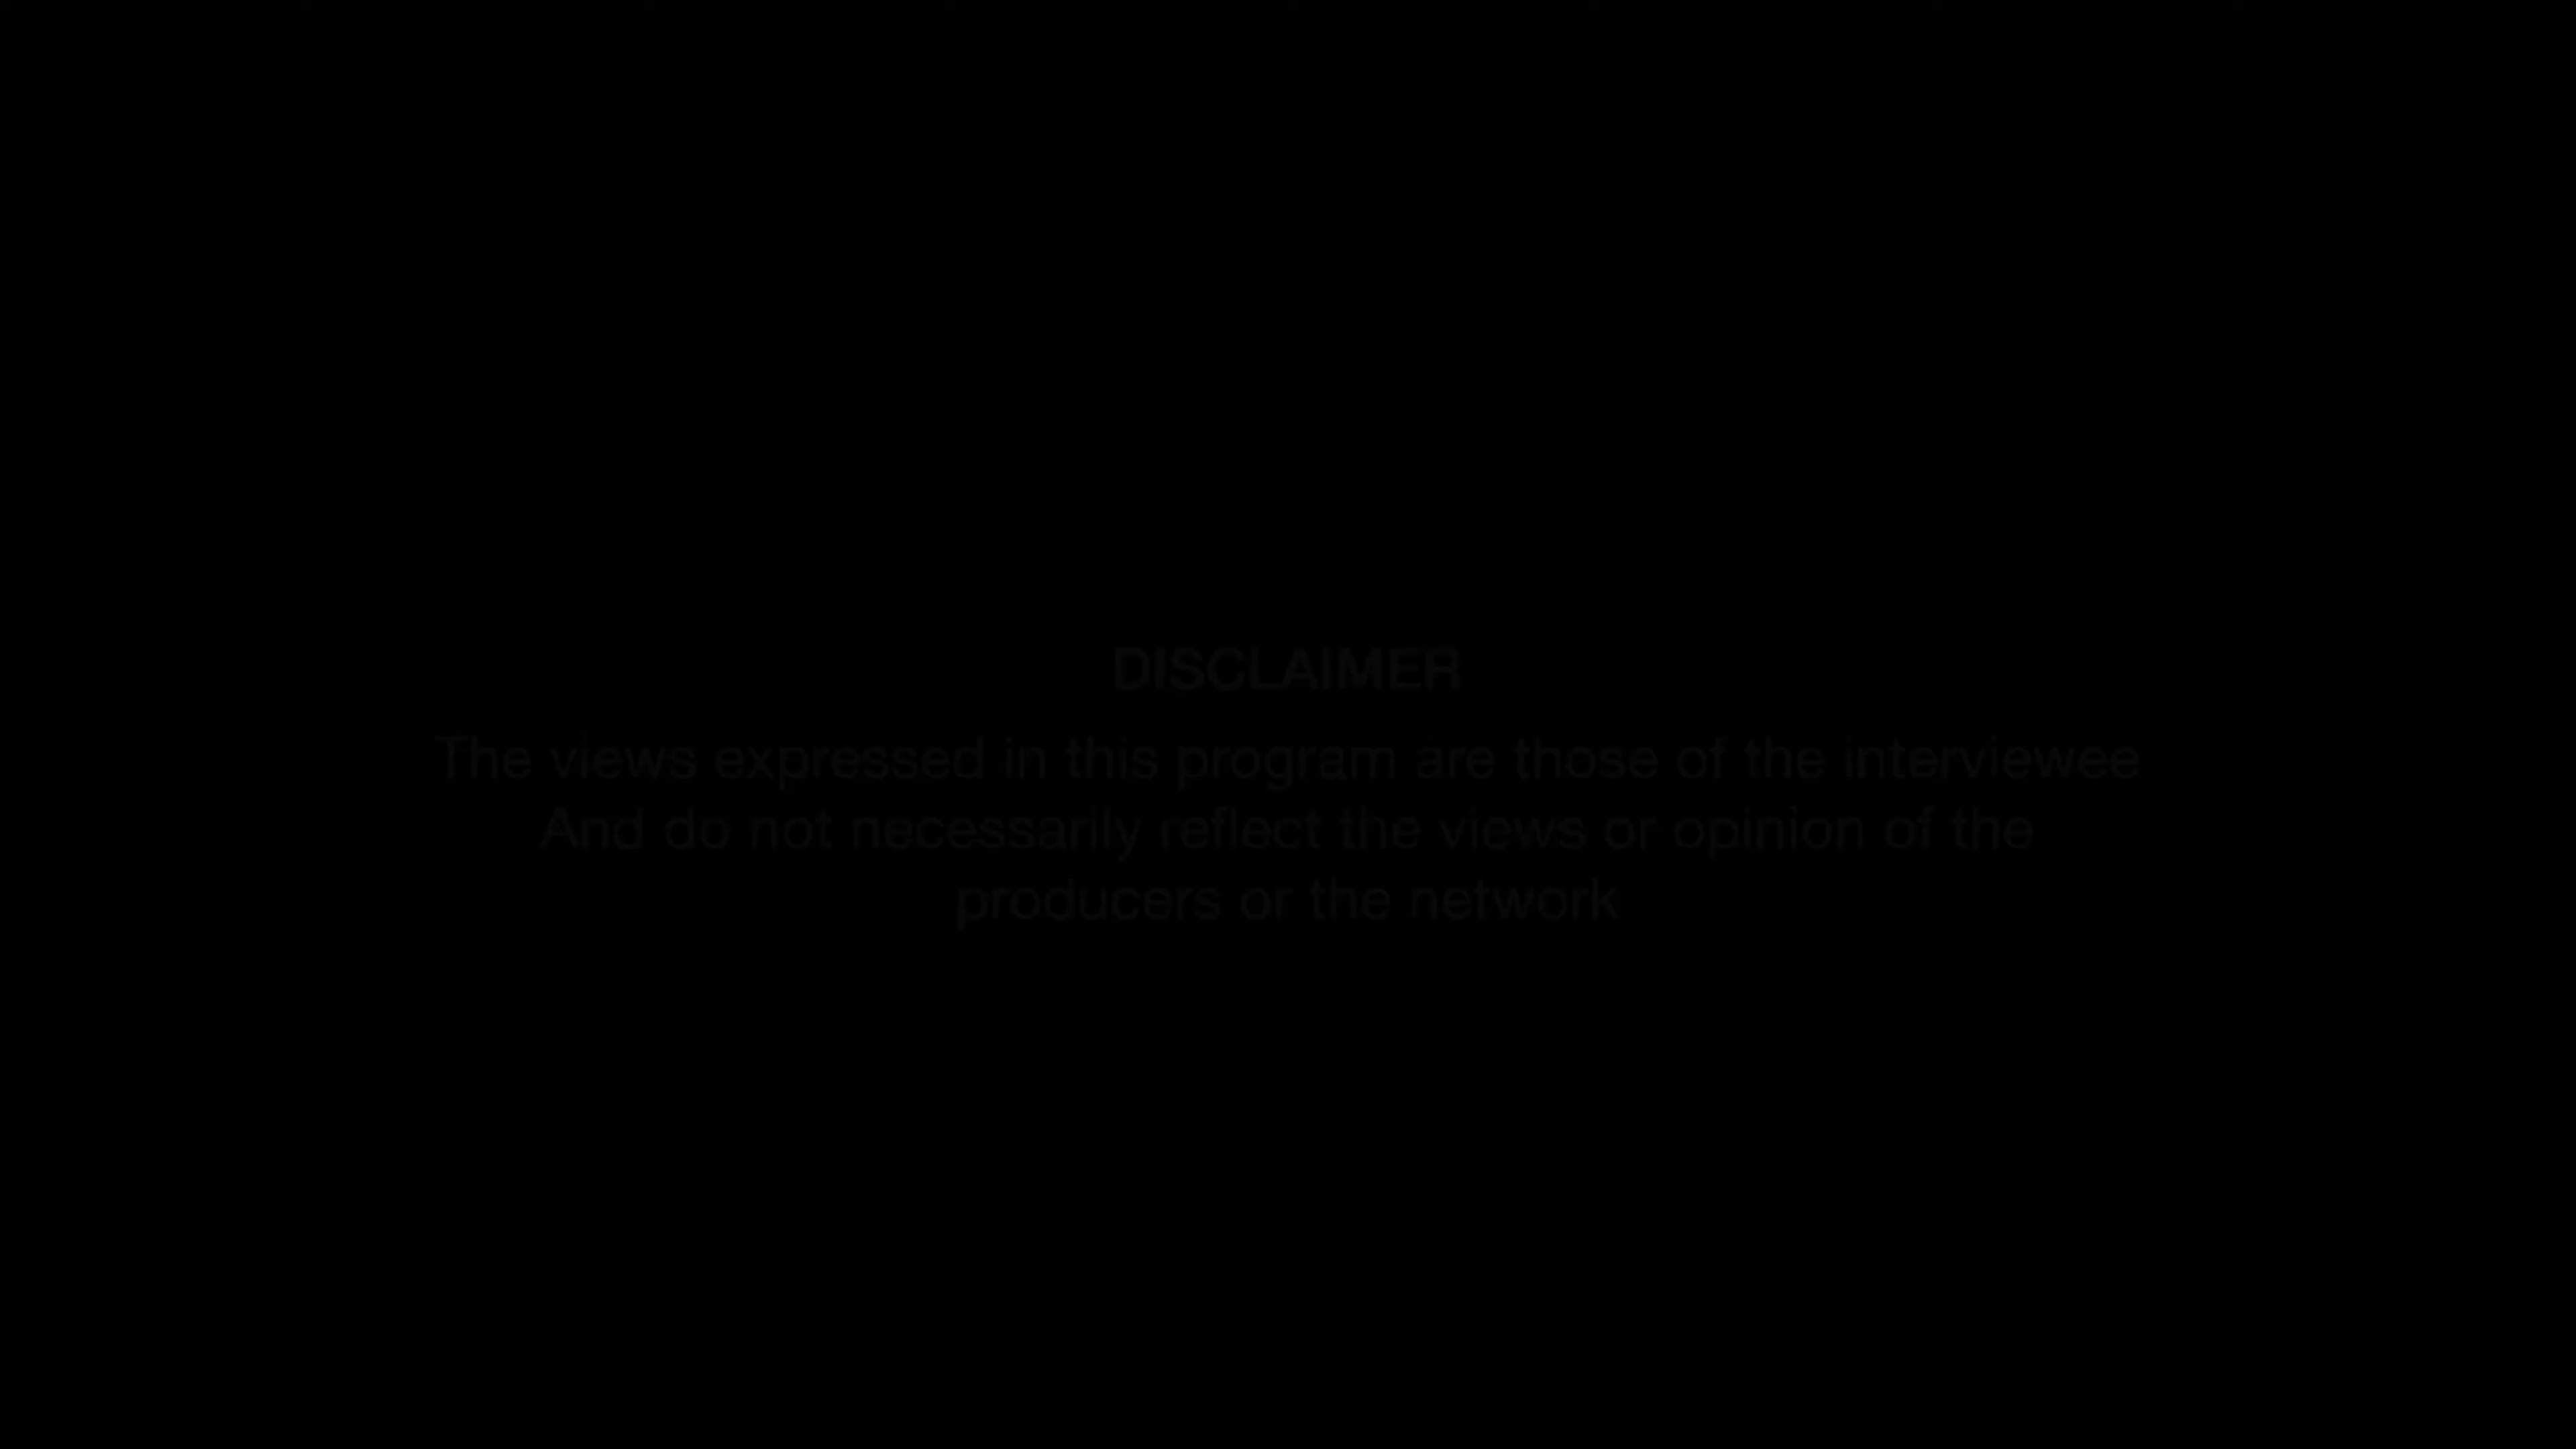 DISCLAIMER
The views expressed in this program are those of the interviewee
And do not necessarily reflect the views or opinion of the
producers or the network